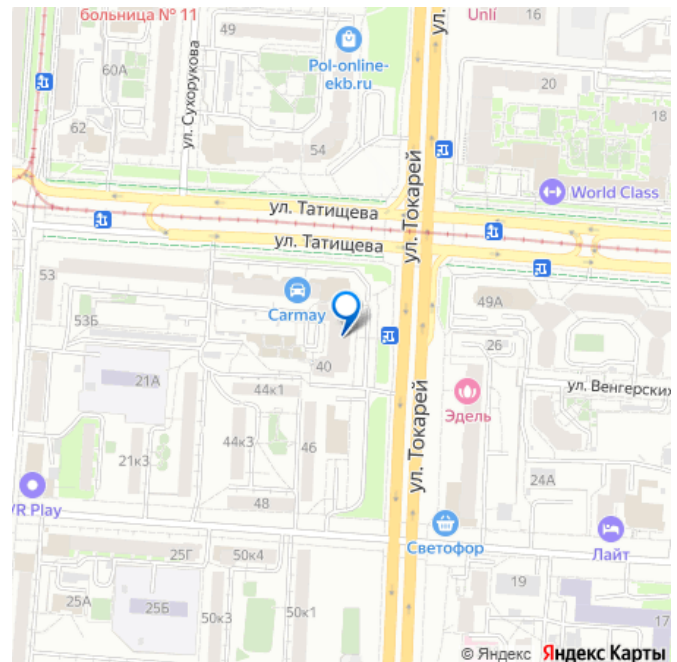 больница № 11
49
ул.
Unli
16
60А
ул. Сухорукова
Pol-online-
ekb.ru
20
18
62
54
World Class
ул. Токарей
ул. Татищева
ул. Татищева
53
Carmay
49А
53Б
26
40
21А
44к1
ул. Венгерских
Эдель
ул. Токарей
21к3
44к3
46
24А
VR Play
48
Светофор
Лайт
25Г
50к4
19
25А
25Б
50к3
50к1
17
© Яндекс Яндекс Карты